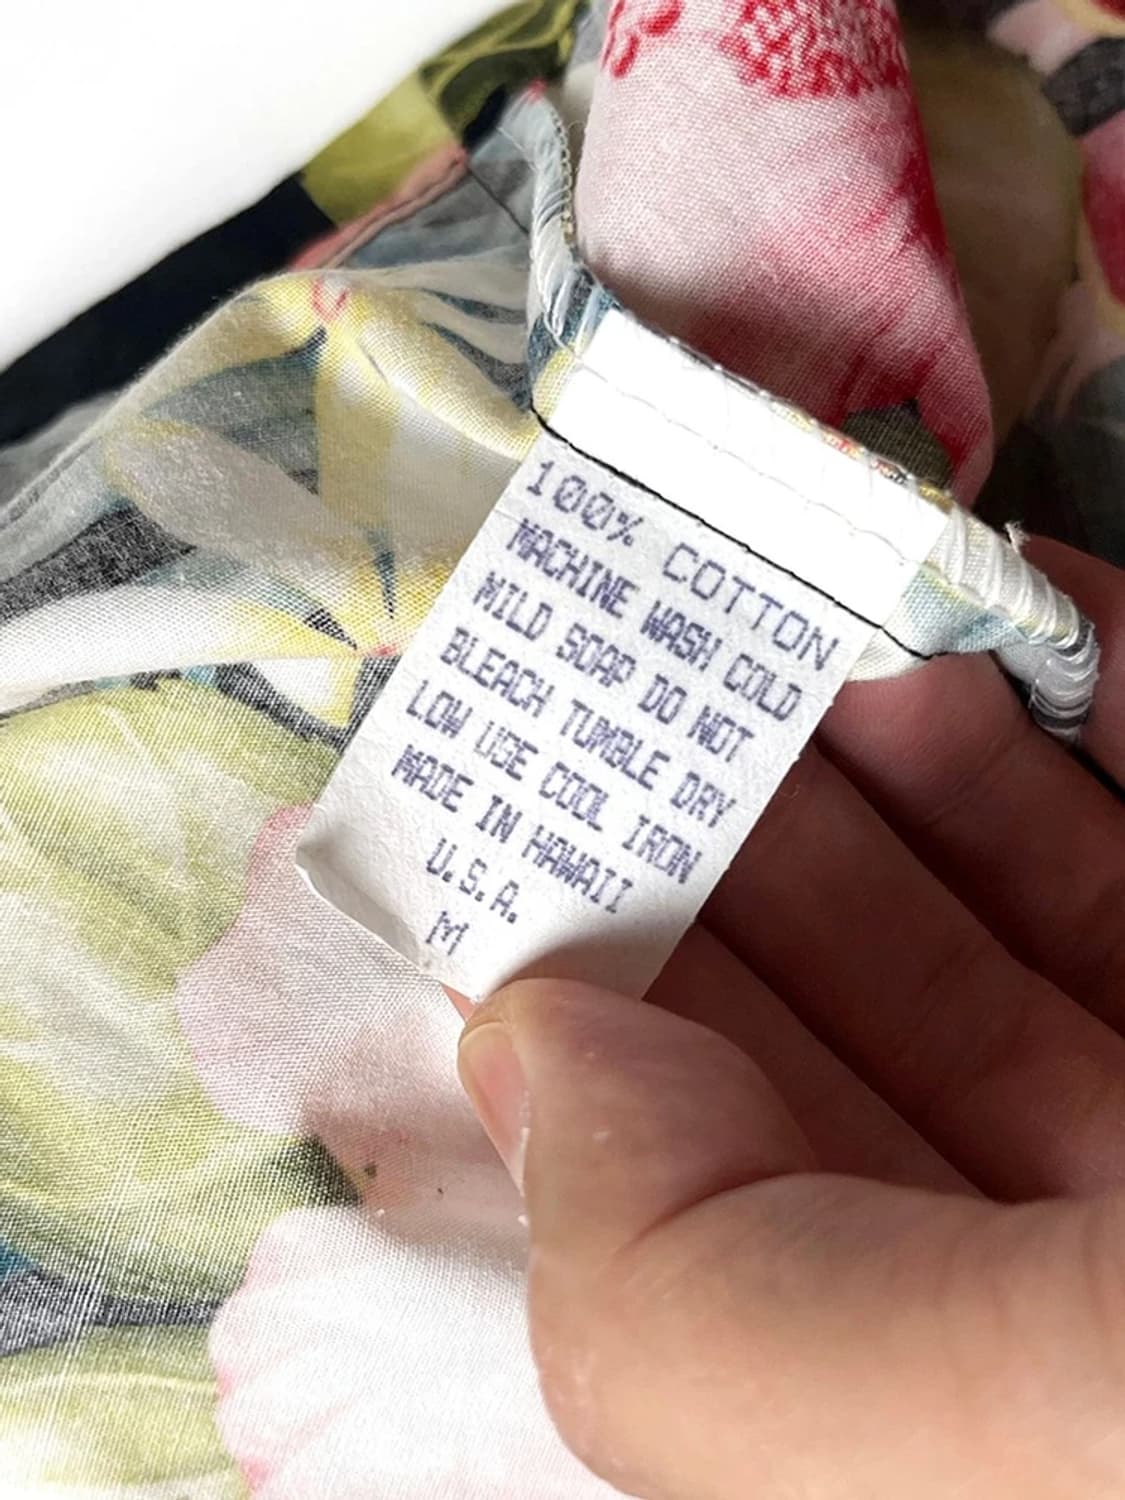 100% COTTON
MACHINE WASH COLD
MILD SOAP DO NOT
BLEACH TUMBLE DRY
LOW USE COOL IRON
MADE IN HAWAII
U.S.A.
M